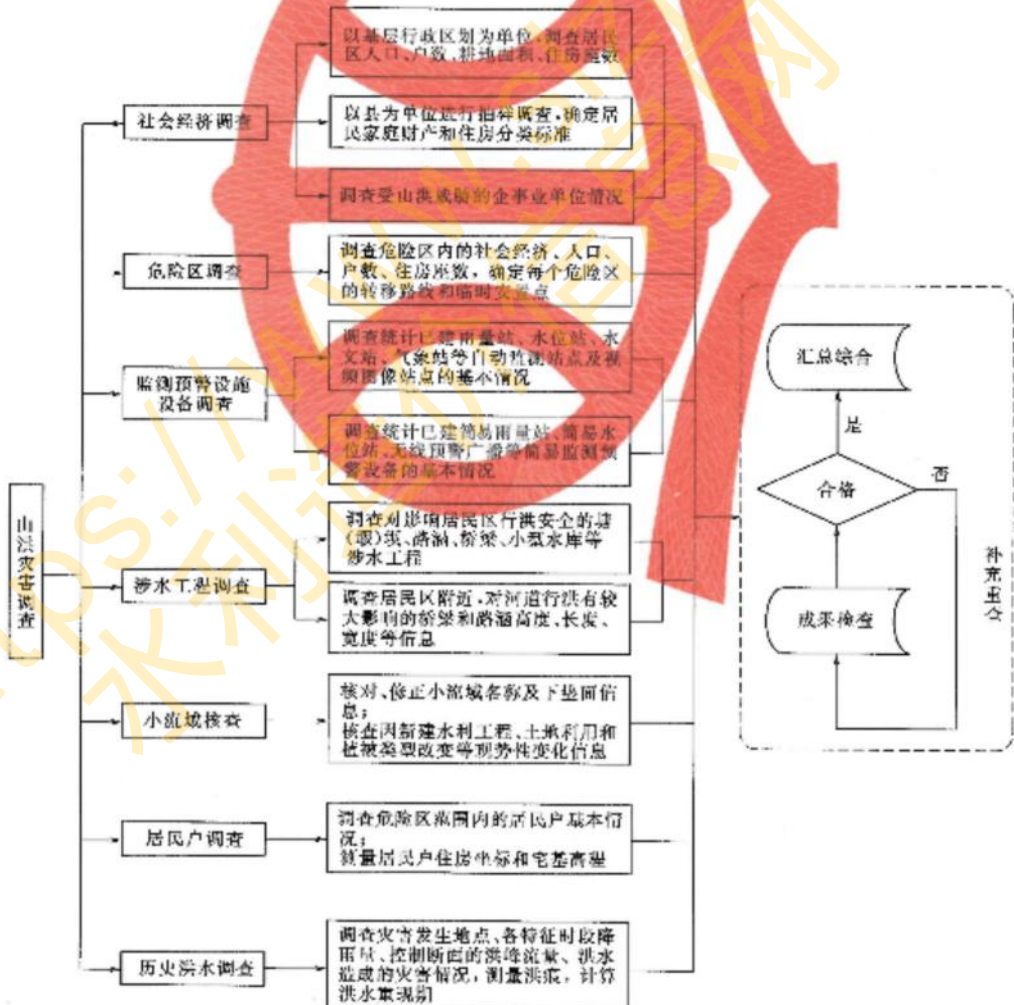 山洪灾害调查
社会经济调查
以基层行政区划为单位,调查居民
区人口、户数、耕地面积、住房座数
以县为单位进行抽样调查,确定居
民家庭财产和住房分类标准
调查受山洪威胁的企事业单位情况
危险区调查
调查危险区内的社会经济、人口、
户数、住房座数,确定每个危险区
的转移路线和临时安置点
监测预警设施
设备调查
调查统计已建雨量站、水位站、水
文站、气象站等自动监测站点及视
频图像站点的基本情况
调查统计已建简易雨量站、简易水
位站、无线预警广播等简易监测预
警设备的基本情况
涉水工程调查
调查对影响居民区行洪安全的塘
(堰)坝、路涵、桥梁、小型水库等
涉水工程
调查居民区附近,对河道行洪有较
大影响的桥梁和路涵高度、长度、
宽度等信息
小流域核查
核对、修正小流域名称及下垫面信
息;
核查因新建水利工程、土地利用和
植被类型改变等现势性变化信息
居民户调查
调查危险区范围内的居民户基本情
况;
测量居民户住房坐标和宅基高程
历史洪水调查
调查灾害发生地点、各特征时段降
雨量、控制断面的洪峰流量、洪水
造成的灾害情况,测量洪痕,计算
洪水重现期
汇总综合
是
合格
否
成果检查
补充重查
https://www.s
水利造价信息网